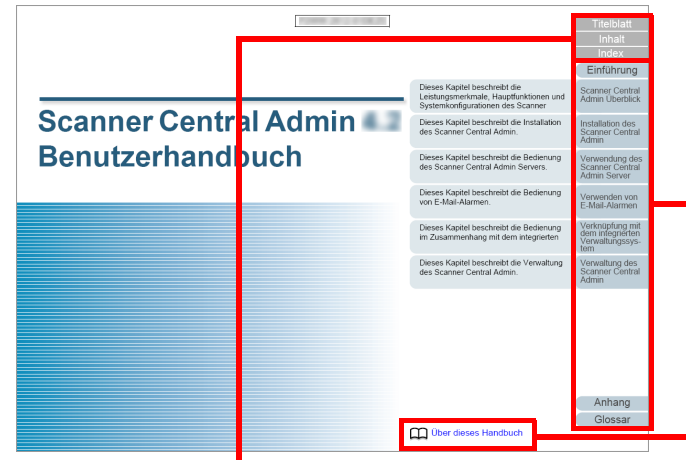 Titelblatt
Inhalt
Index
Einführung
Scanner Central Admin
Benutzerhandbuch
Dieses Kapitel beschreibt die
Leistungsmerkmale, Hauptfunktionen und
Systemkonfigurationen des Scanner
Scanner Central
Admin Überblick
Dieses Kapitel beschreibt die Installation
des Scanner Central Admin.
Installation des
Scanner Central
Admin
Dieses Kapitel beschreibt die Bedienung
des Scanner Central Admin Servers.
Verwendung des
Scanner Central
Admin Server
Dieses Kapitel beschreibt die Bedienung
von E-Mail-Alarmen.
Verwenden von
E-Mail-Alarmen
Dieses Kapitel beschreibt die Bedienung
im Zusammenhang mit dem integrierten
Verknüpfung mit
dem integrierten
Verwaltungssys-
tem
Dieses Kapitel beschreibt die Verwaltung
des Scanner Central Admin.
Verwaltung des
Scanner Central
Admin
Anhang
Glossar
Über dieses Handbuch